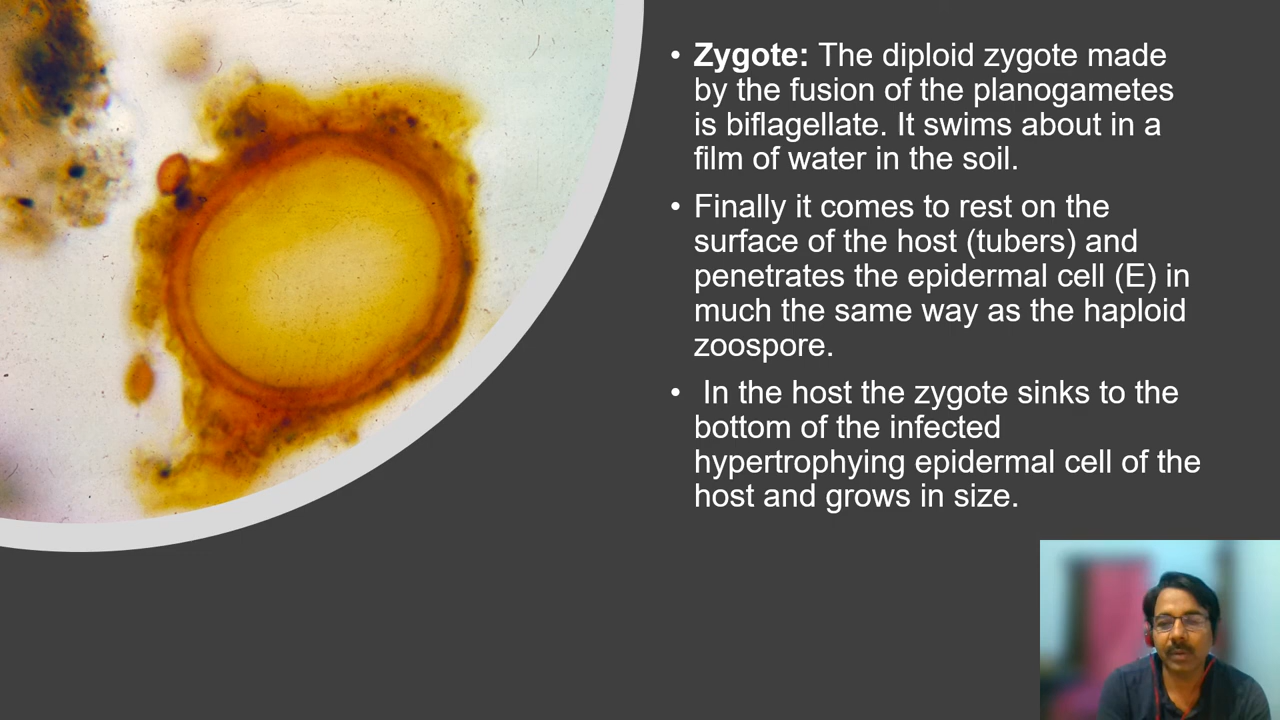 • Zygote: The diploid zygote made
by the fusion of the planogametes
is biflagellate. It swims about in a
film of water in the soil.
• Finally it comes to rest on the
surface of the host (tubers) and
penetrates the epidermal cell (E) in
much the same way as the haploid
zoospore.
• In the host the zygote sinks to the
bottom of the infected
hypertrophying epidermal cell of the
host and grows in size.